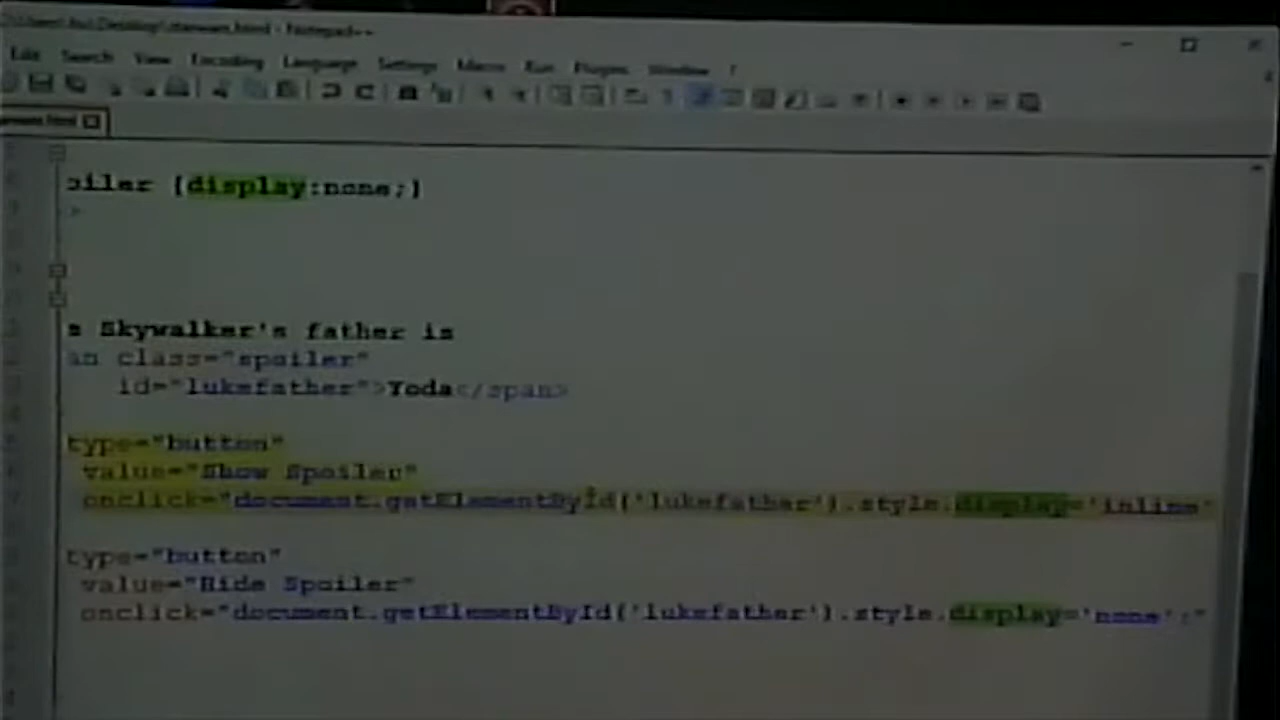 Notepad++
Edit Search View Encoding Language Settings Macro Run Plugins Window ?
oiler {display:none;}
>
s Skywalker's father is
an class="spoiler"
id="lukefather">Yoda</span>
type="button"
value="Show Spoiler"
onclick="document.getElementById('lukefather').style.display='inline'
type="button"
value="Hide Spoiler"
onclick="document.getElementById('lukefather').style.display='none';"